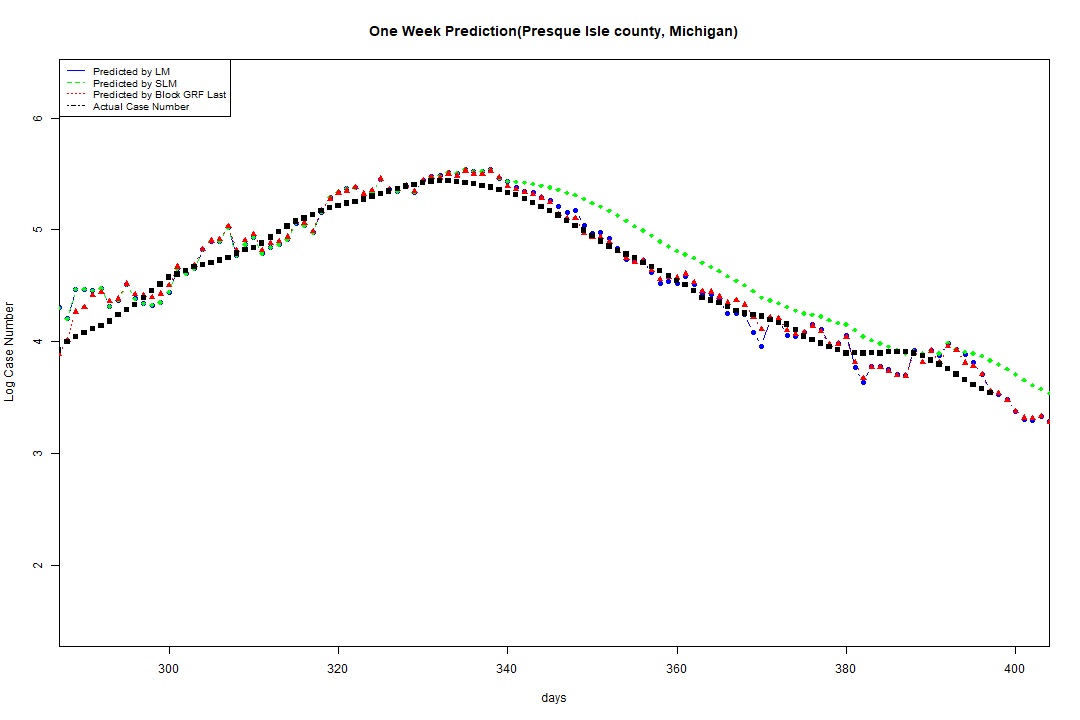 One Week Prediction(Presque Isle county, Michigan)
Predicted by LM
Predicted by SLM
Predicted by Block GRF Last
Actual Case Number
6
5
4
3
2
Log Case Number
300 320 340 360 380 400
days